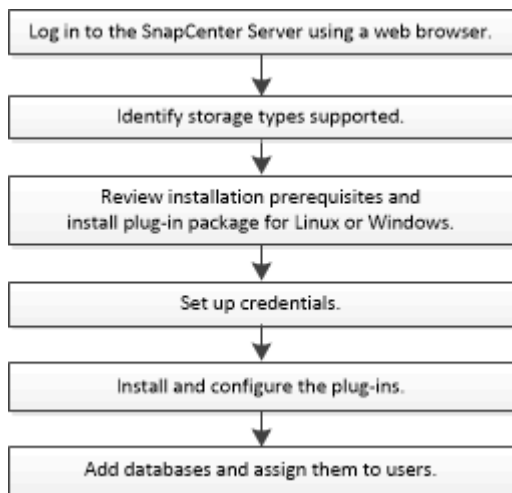 Log in to the SnapCenter Server using a web browser.
Identify storage types supported.
Review installation prerequisites and
install plug-in package for Linux or Windows.
Set up credentials.
Install and configure the plug-ins.
Add databases and assign them to users.